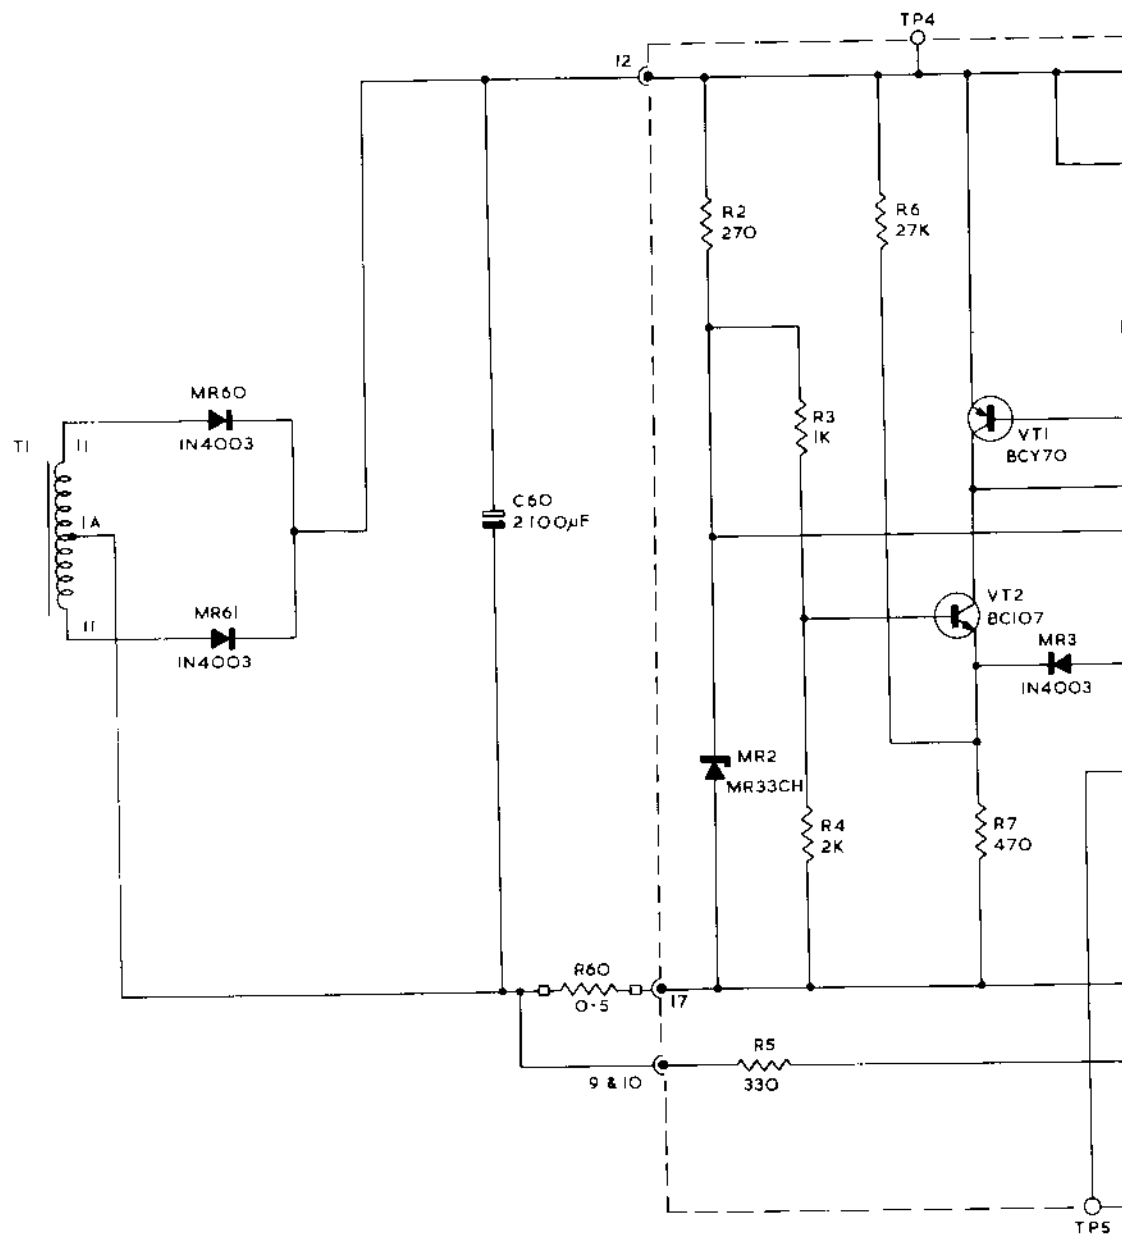 TP4
12
R2
270
R6
27K
MR60
1N4003
T1
11
R3
1K
VT1
BCY70
1A
C60
2100µF
VT2
BC107
MR61
1N4003
11
MR3
1N4003
MR2
MR33CH
R4
2K
R7
470
R60
0·5
17
R5
330
9 & 10
TP5